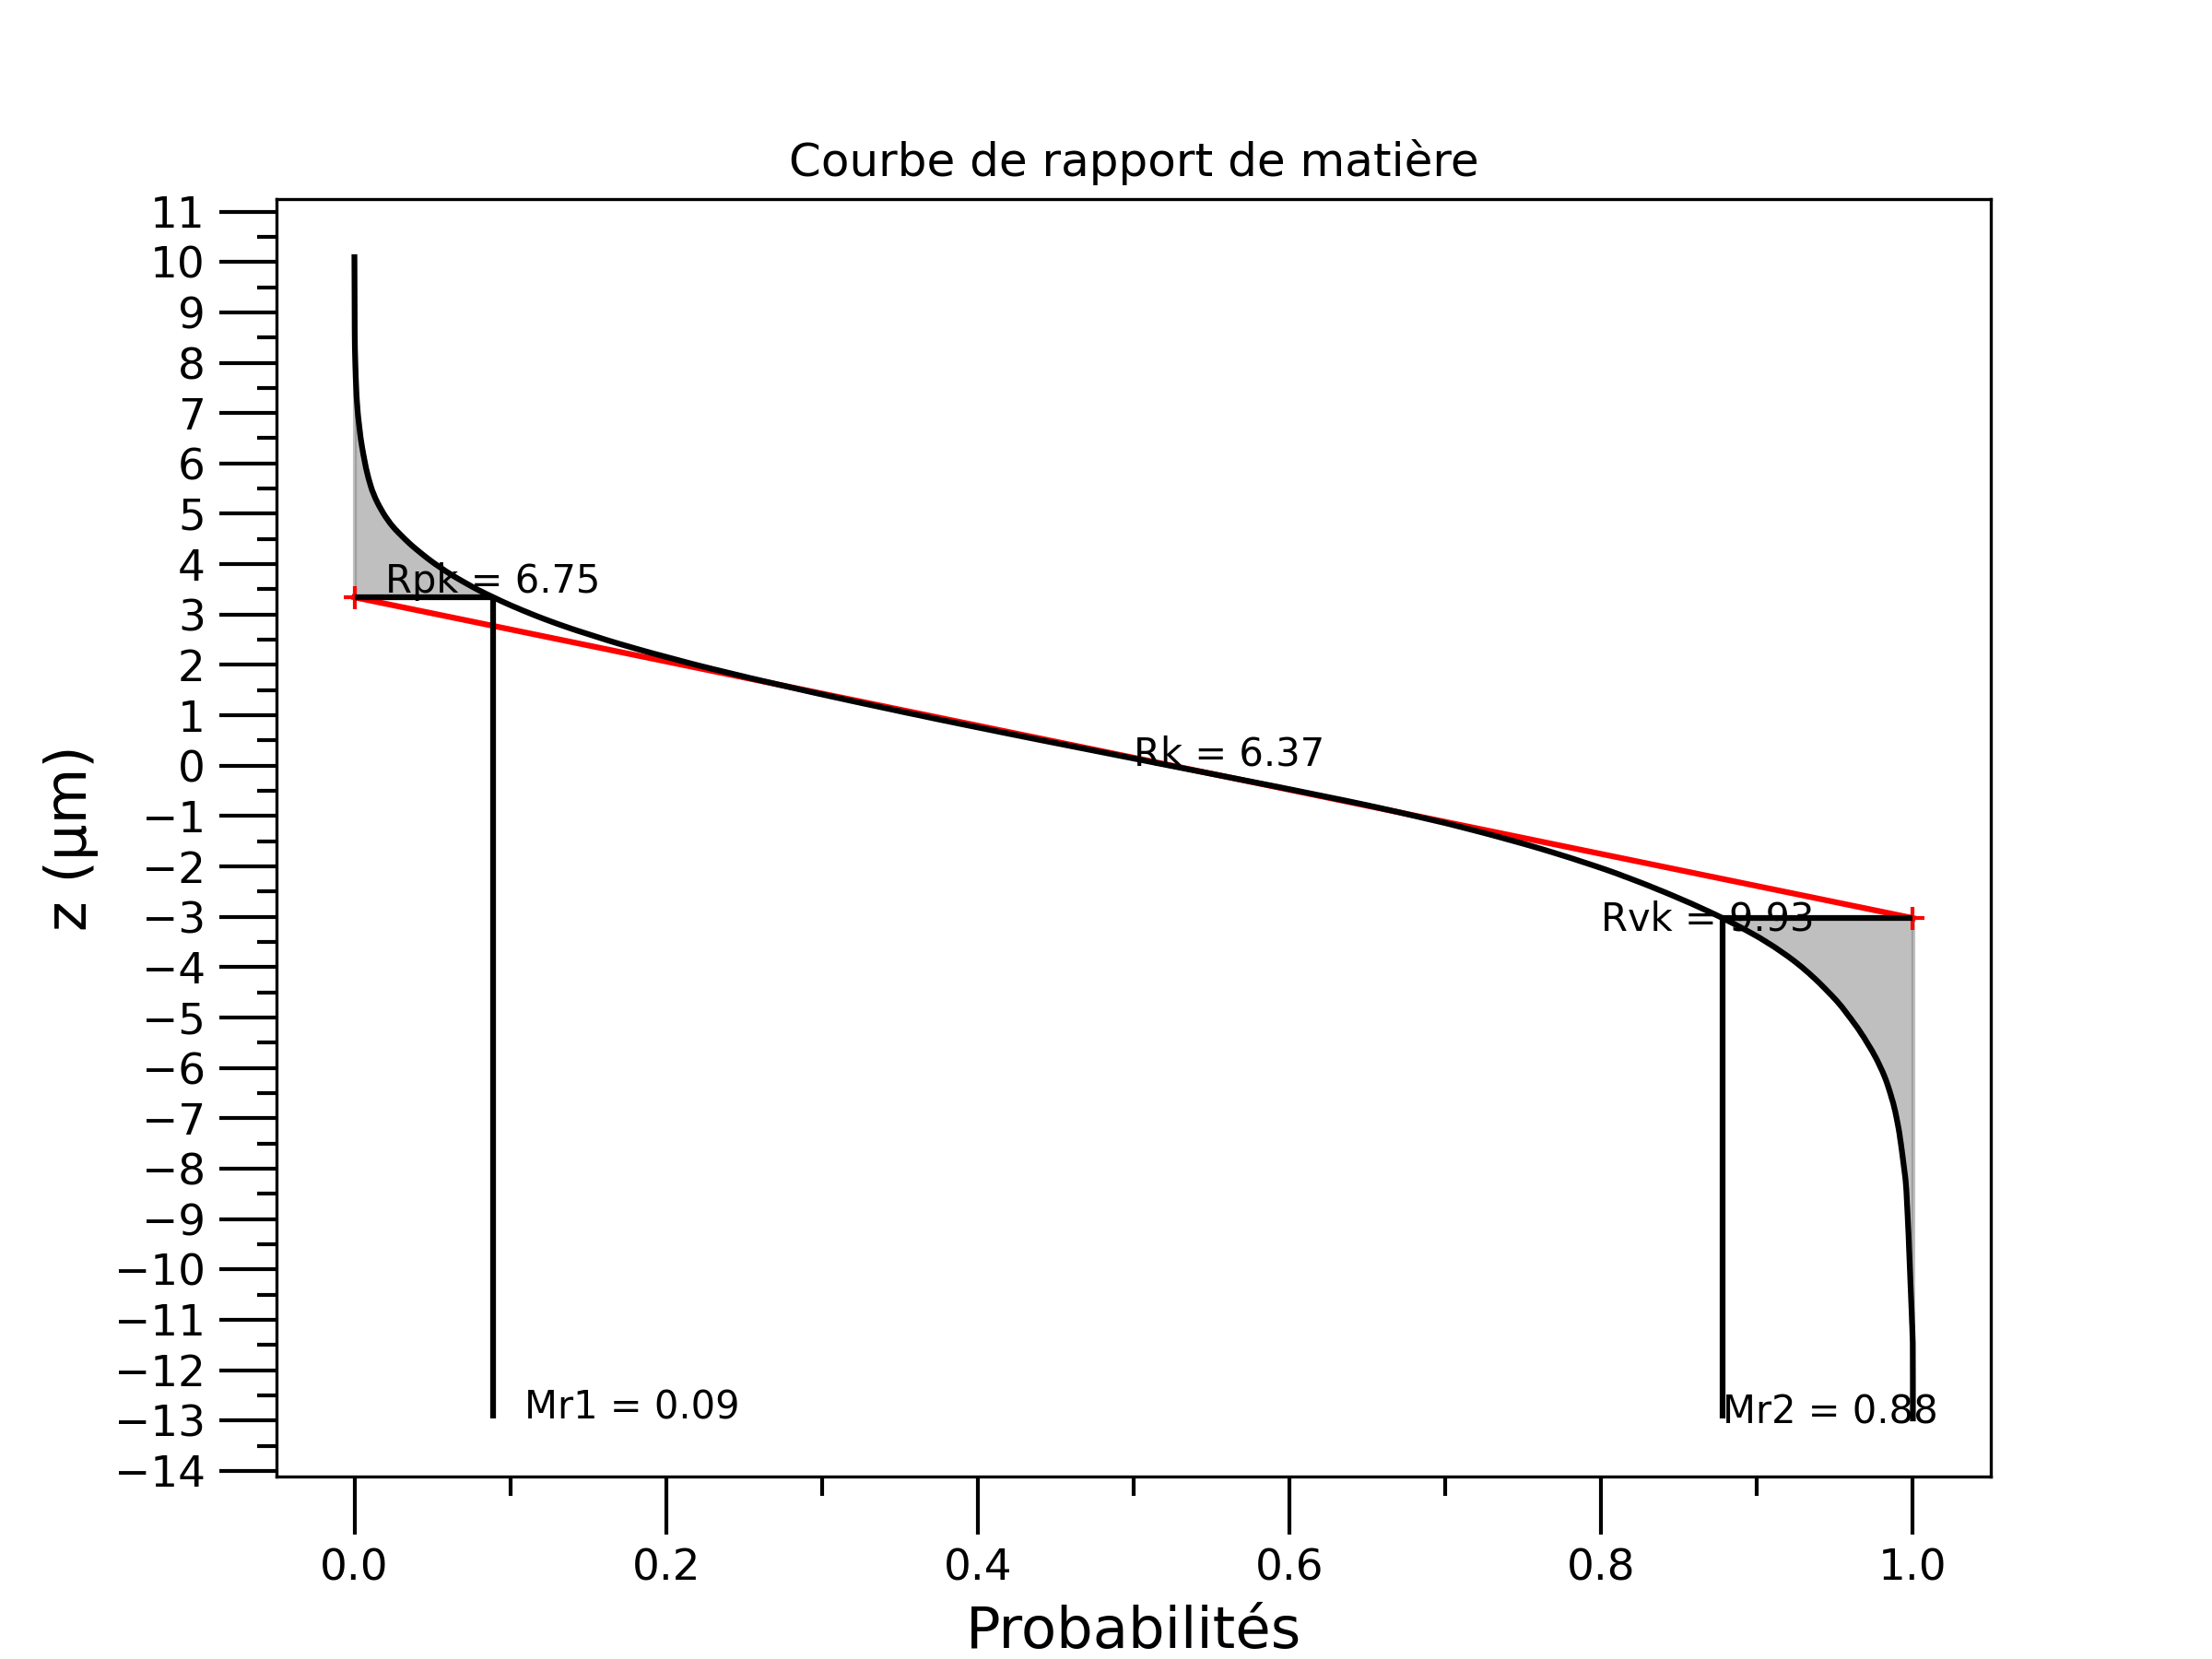 Courbe de rapport de matière
11
10
9
8
7
6
5
4
3
2
1
0
−1
−2
−3
−4
−5
−6
−7
−8
−9
−10
−11
−12
−13
−14
z (μm)
Rpk = 6.75
Rk = 6.37
Rvk = 9.93
Mr1 = 0.09
Mr2 = 0.88
0.0 0.2 0.4 0.6 0.8 1.0
Probabilités